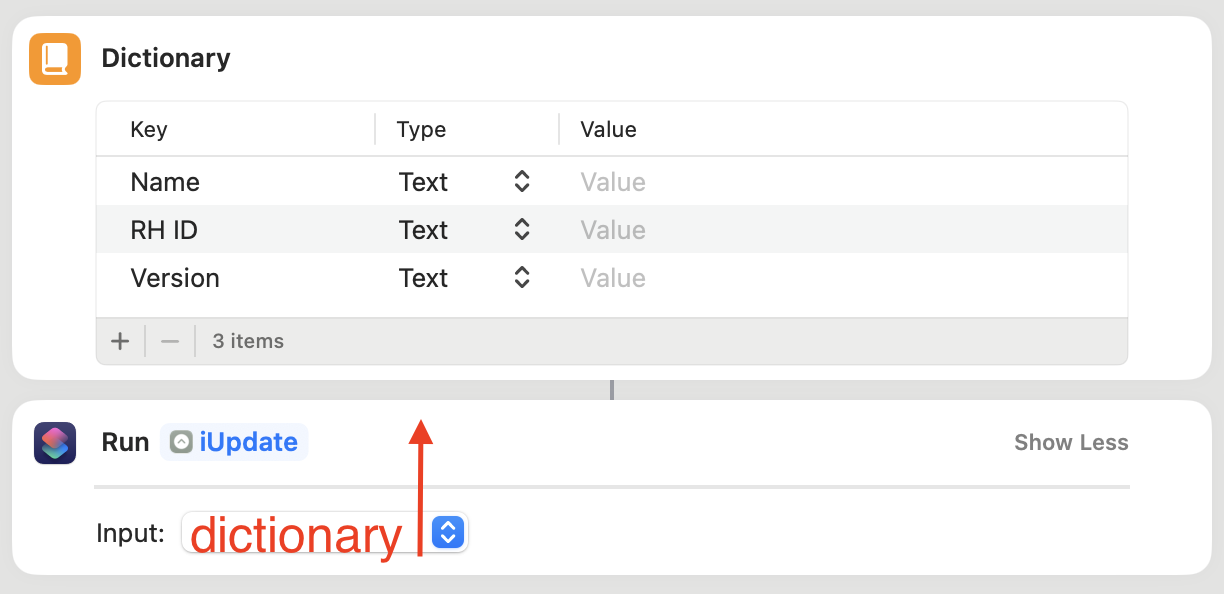 Dictionary
Key Type Value
Name Text Value
RH ID Text Value
Version Text Value
3 items
Run iUpdate Show Less
Input: dictionary